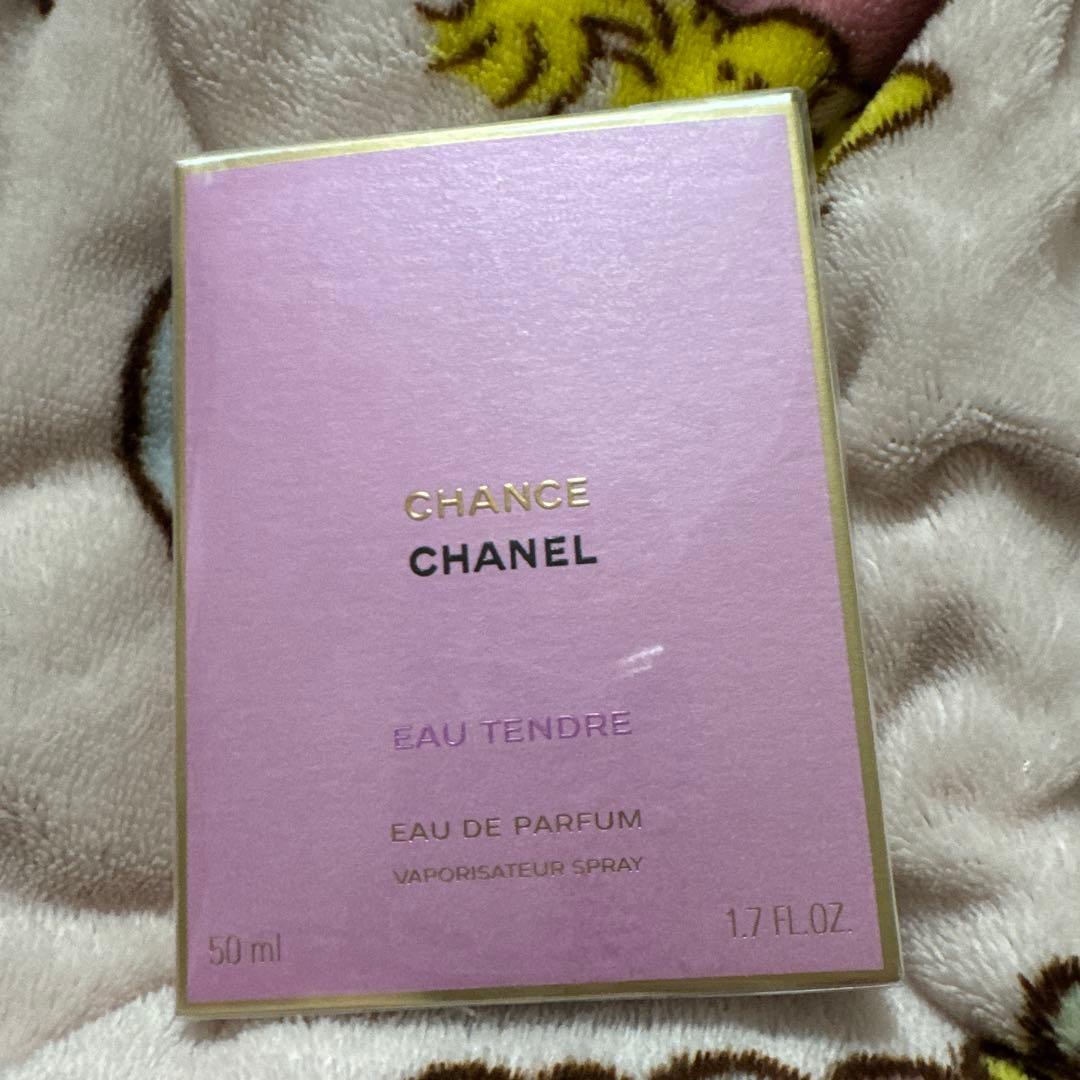 CHANCE
CHANEL
EAU TENDRE
EAU DE PARFUM
VAPORISATEUR SPRAY
50 ml 1.7 FL.OZ.